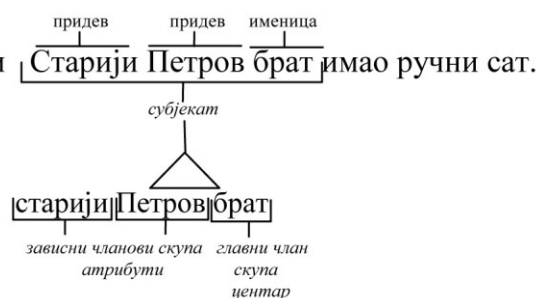 придев придев именица
и Старији Петров брат имао ручни сат.
субјекат
старији Петров брат
зависни чланови скупа главни члан
атрибути скупа
центар